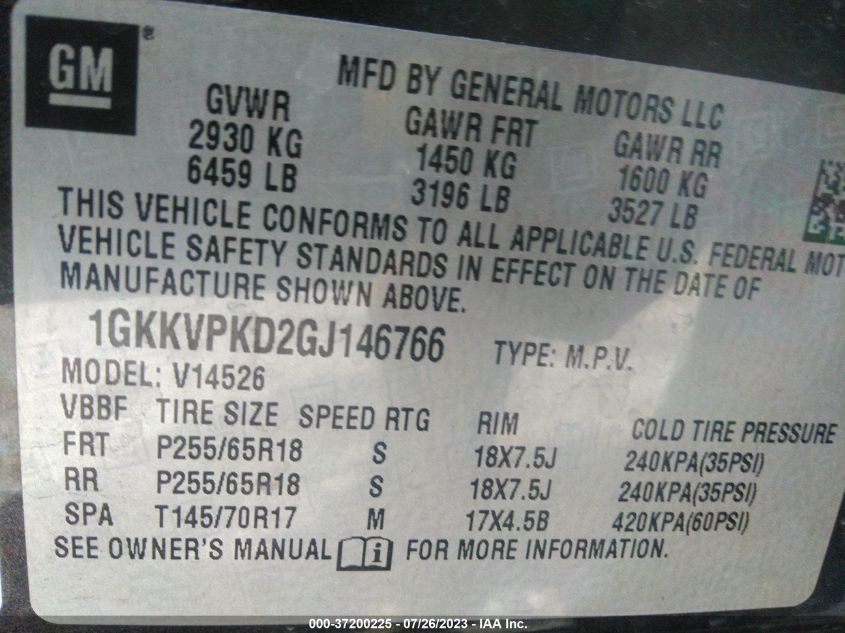 GM®
MFD BY GENERAL MOTORS LLC
GVWR GAWR FRT GAWR RR
2930 KG 1450 KG 1600 KG
6459 LB 3196 LB 3527 LB
THIS VEHICLE CONFORMS TO ALL APPLICABLE U.S. FEDERAL MOT
VEHICLE SAFETY STANDARDS IN EFFECT ON THE DATE OF
MANUFACTURE SHOWN ABOVE.
1GKKVPKD2GJ146766 TYPE: M.P.V.
MODEL: V14526
VBBF TIRE SIZE SPEED RTG RIM COLD TIRE PRESSURE
FRT P255/65R18 S 18X7.5J 240KPA(35PSI)
RR P255/65R18 S 18X7.5J 240KPA(35PSI)
SPA T145/70R17 M 17X4.5B 420KPA(60PSI)
SEE OWNER'S MANUAL i FOR MORE INFORMATION.
000-37200225 - 07/26/2023 - IAA Inc.